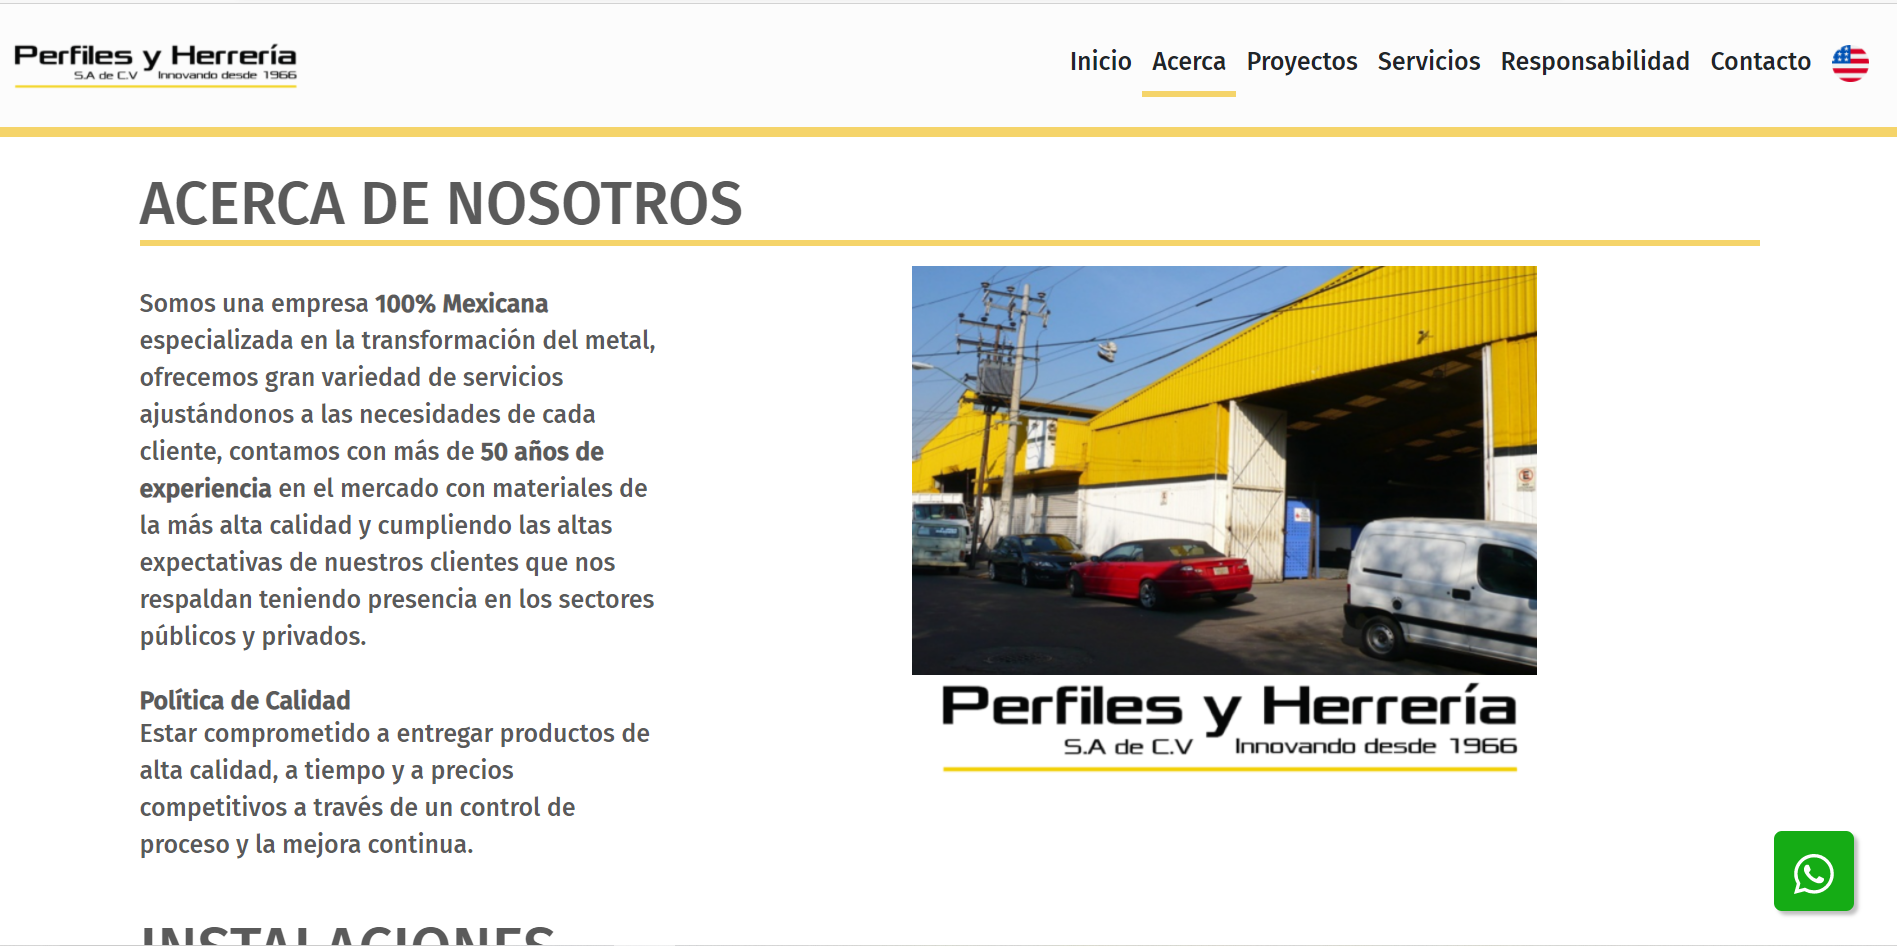 Perfiles y Herrería
S.A de C.V Innovando desde 1966
Inicio Acerca Proyectos Servicios Responsabilidad Contacto
ACERCA DE NOSOTROS
Somos una empresa 100% Mexicana
especializada en la transformación del metal,
ofrecemos gran variedad de servicios
ajustándonos a las necesidades de cada
cliente, contamos con más de 50 años de
experiencia en el mercado con materiales de
la más alta calidad y cumpliendo las altas
expectativas de nuestros clientes que nos
respaldan teniendo presencia en los sectores
públicos y privados.
Política de Calidad
Estar comprometido a entregar productos de
alta calidad, a tiempo y a precios
competitivos a través de un control de
proceso y la mejora continua.
Perfiles y Herrería
S.A de C.V Innovando desde 1966
INSTALACIONES